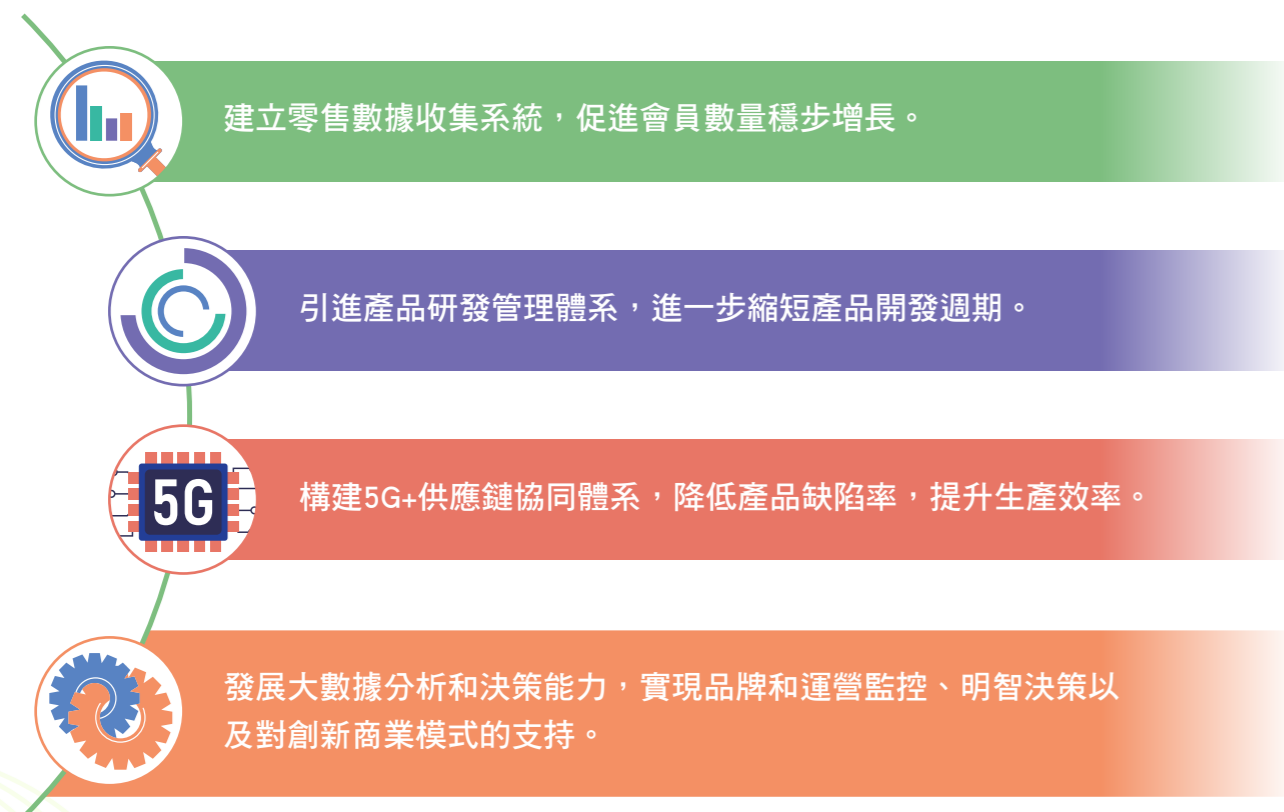 建立零售數據收集系統，促進會員數量穩步增長。
引進產品研發管理體系，進一步縮短產品開發週期。
5G
構建5G+供應鏈協同體系，降低產品缺陷率，提升生產效率。
發展大數據分析和決策能力，實現品牌和運營監控、明智決策以
及對創新商業模式的支持。